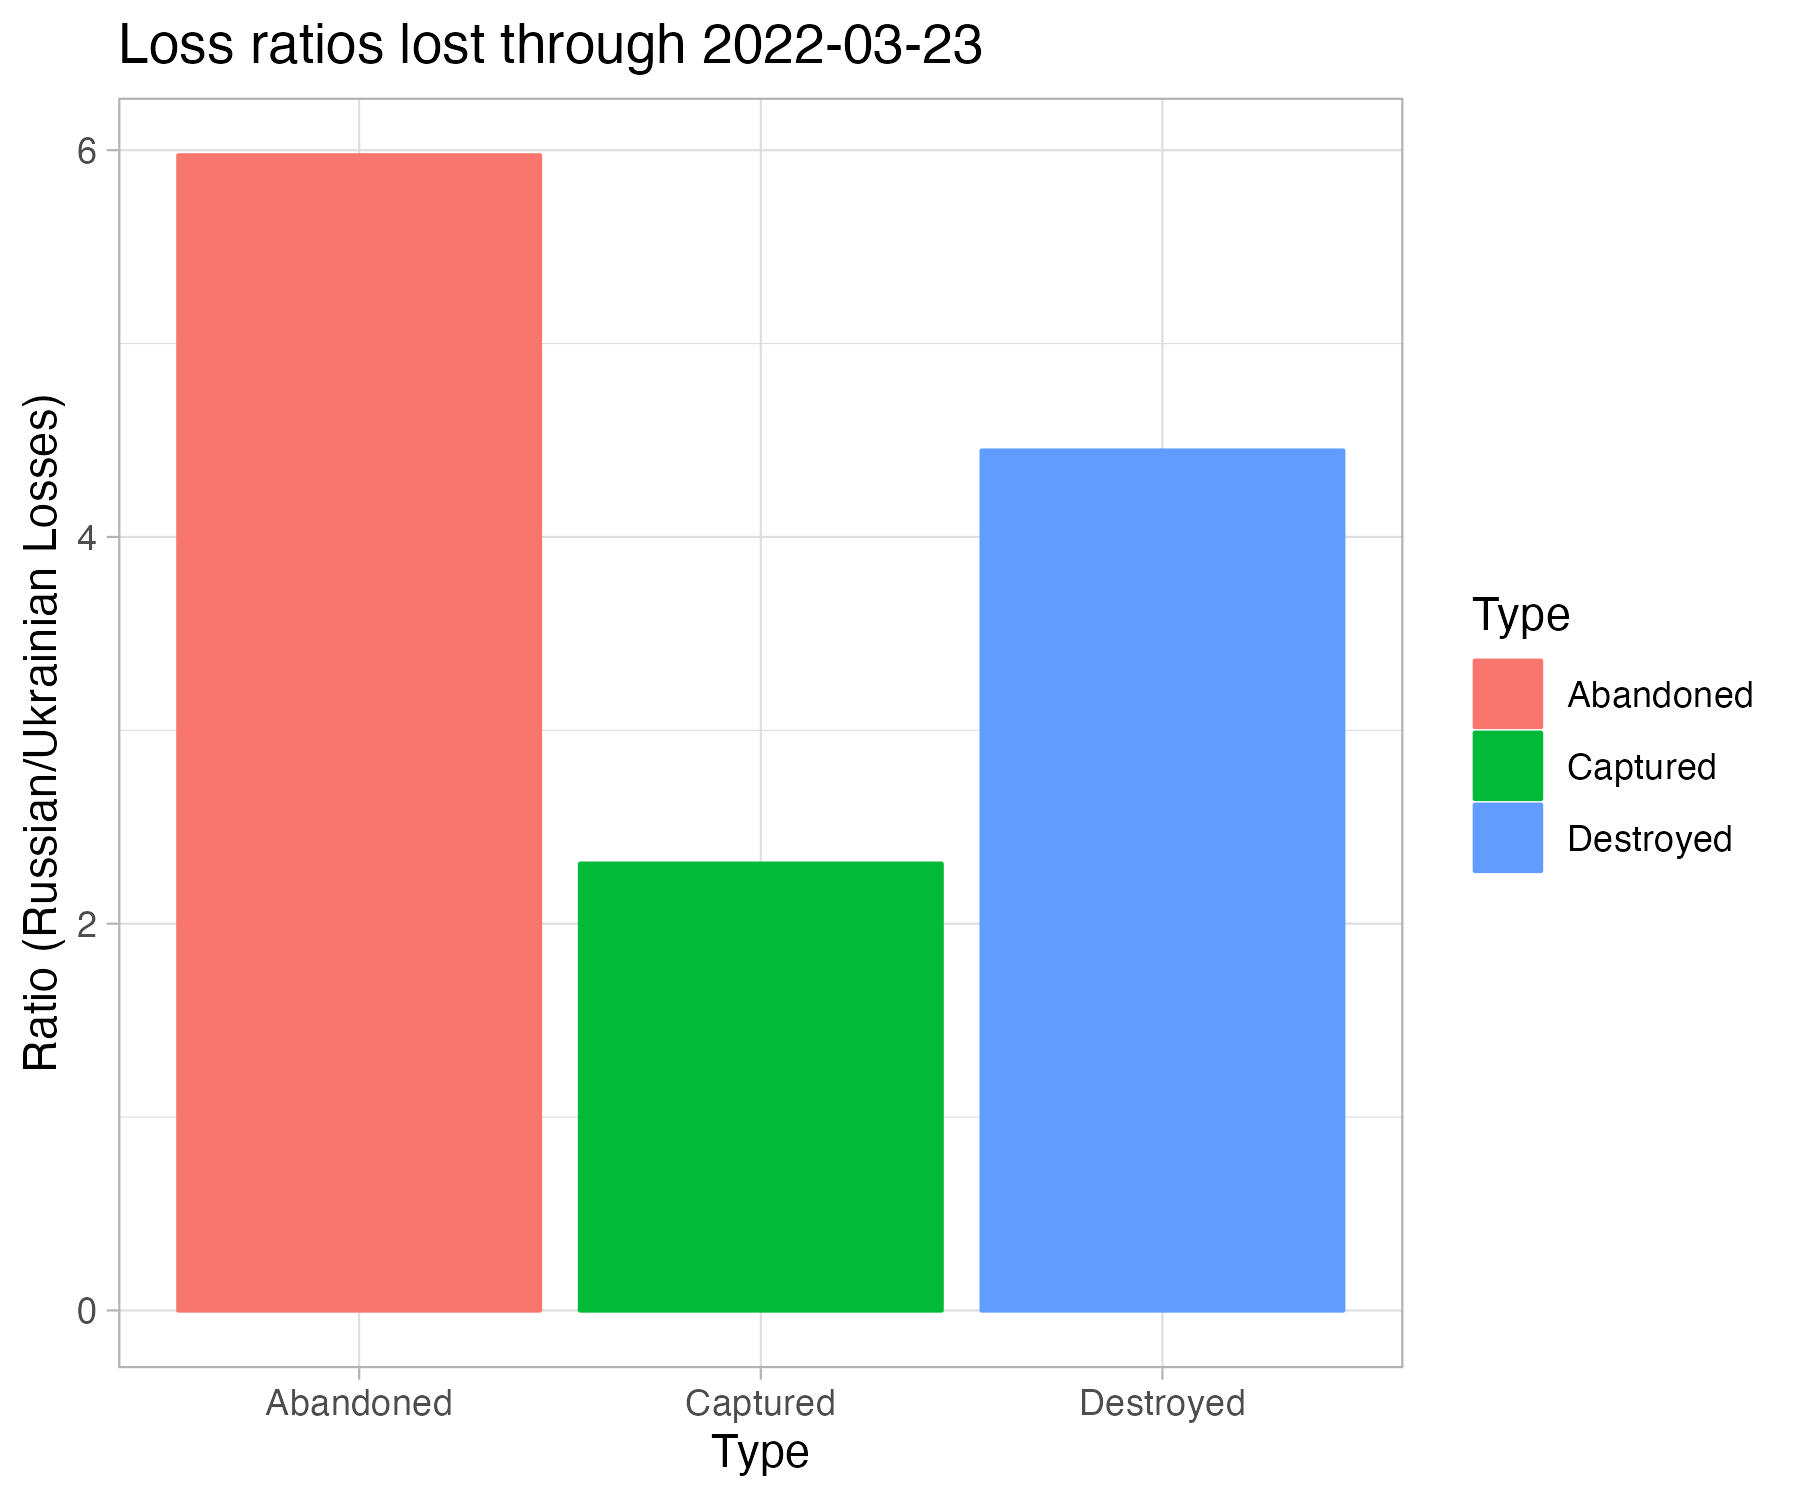 Loss ratios lost through 2022-03-23
Ratio (Russian/Ukrainian Losses)
6
4
2
0
Abandoned
Captured
Destroyed
Type
Type
Abandoned
Captured
Destroyed